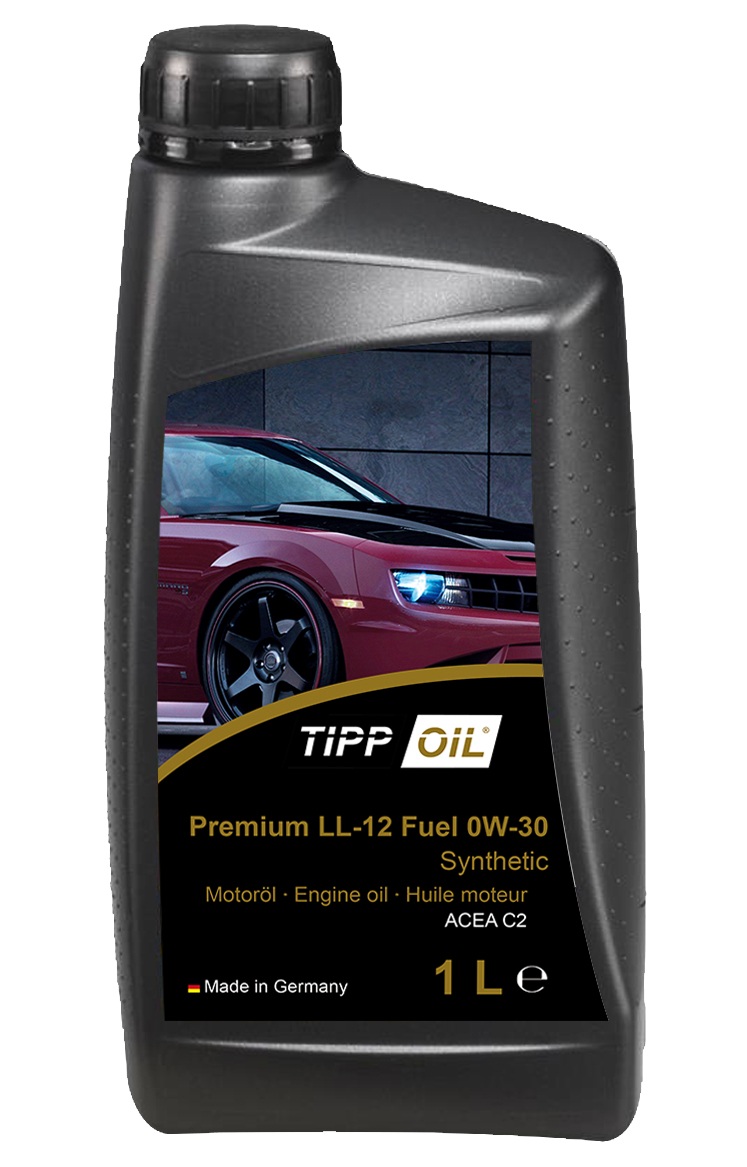 TIPP OIL®
Premium LL-12 Fuel 0W-30
Synthetic
Motoröl · Engine oil · Huile moteur
ACEA C2
Made in Germany
1 L ℮